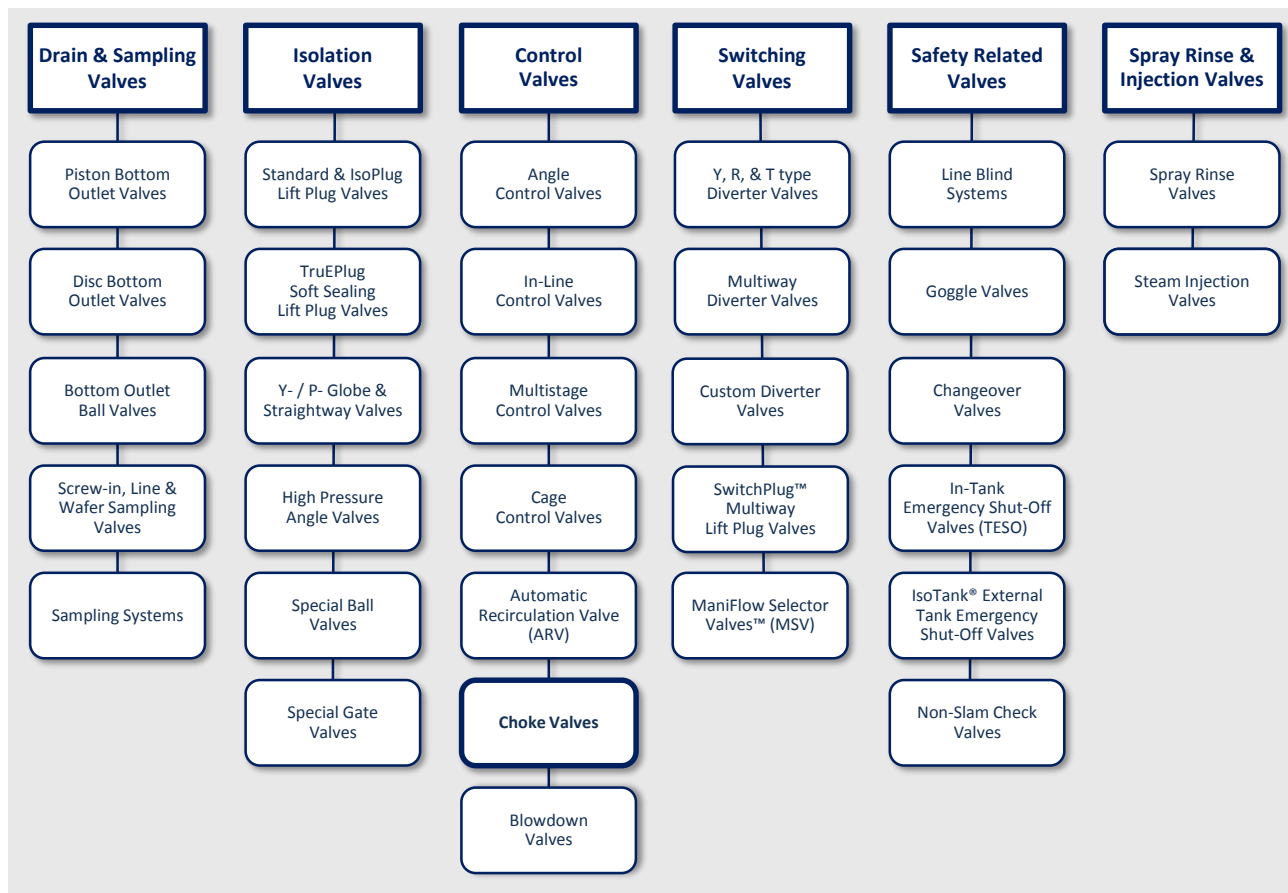 Drain & Sampling
Valves
Piston Bottom
Outlet Valves
Disc Bottom
Outlet Valves
Bottom Outlet
Ball Valves
Screw-in, Line &
Wafer Sampling
Valves
Sampling Systems
Isolation
Valves
Standard & IsoPlug
Lift Plug Valves
TruEPlug
Soft Sealing
Lift Plug Valves
Y- / P- Globe &
Straightway Valves
High Pressure
Angle Valves
Special Ball
Valves
Special Gate
Valves
Control
Valves
Angle
Control Valves
In-Line
Control Valves
Multistage
Control Valves
Cage
Control Valves
Automatic
Recirculation Valve
(ARV)
Choke Valves
Blowdown
Valves
Switching
Valves
Y, R, & T type
Diverter Valves
Multiway
Diverter Valves
Custom Diverter
Valves
SwitchPlug™
Multiway
Lift Plug Valves
ManiFlow Selector
Valves™ (MSV)
Safety Related
Valves
Line Blind
Systems
Goggle Valves
Changeover
Valves
In-Tank
Emergency Shut-Off
Valves (TESO)
IsoTank® External
Tank Emergency
Shut-Off Valves
Non-Slam Check
Valves
Spray Rinse &
Injection Valves
Spray Rinse
Valves
Steam Injection
Valves